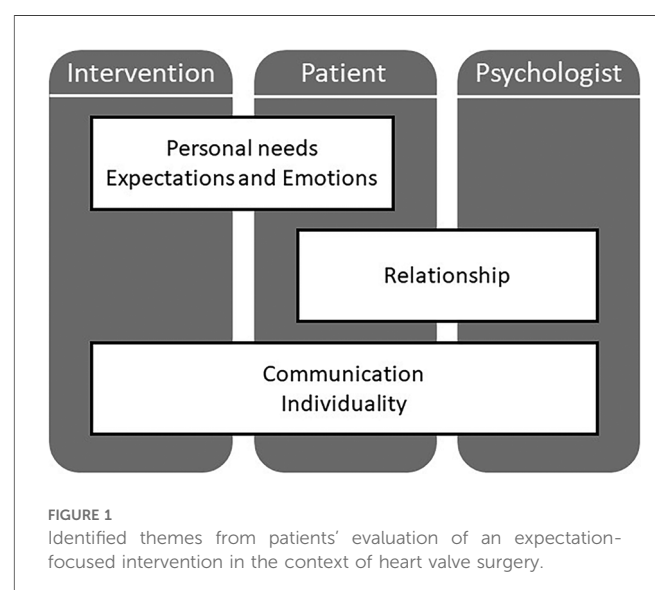 Intervention Patient Psychologist
Personal needs
Expectations and Emotions
Relationship
Communication
Individuality
FIGURE 1
Identified themes from patients’ evaluation of an expectation-
focused intervention in the context of heart valve surgery.